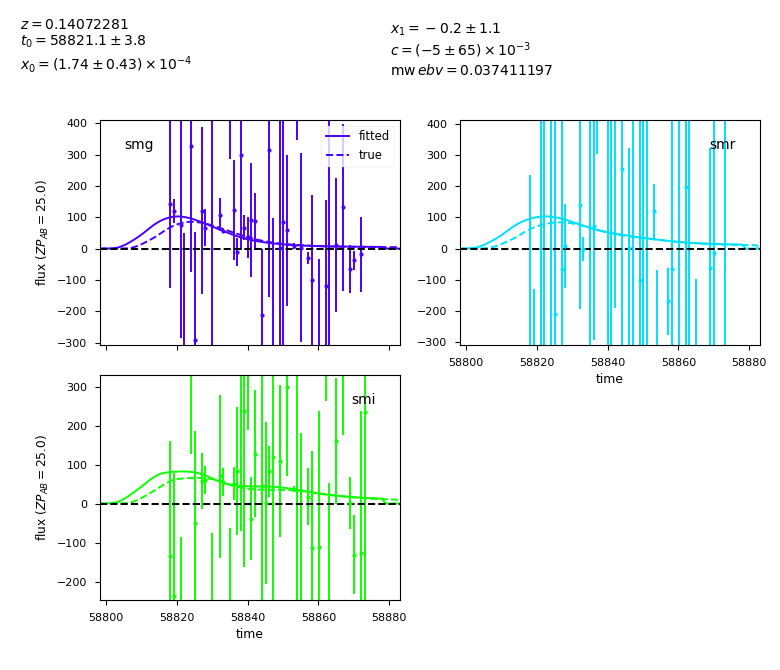 z = 0.14072281
t₀ = 58821.1 ± 3.8
x₀ = (1.74 ± 0.43) × 10⁻⁴
x₁ = −0.2 ± 1.1
c = (−5 ± 65) × 10⁻³
mw ebv = 0.037411197
smg
fitted
true
400
300
200
100
0
−100
−200
−300
flux (ZP_AB = 25.0)
smr
400
300
200
100
0
−100
−200
−300
58800 58820 58840 58860 58880
time
smi
300
200
100
0
−100
−200
flux (ZP_AB = 25.0)
58800 58820 58840 58860 58880
time